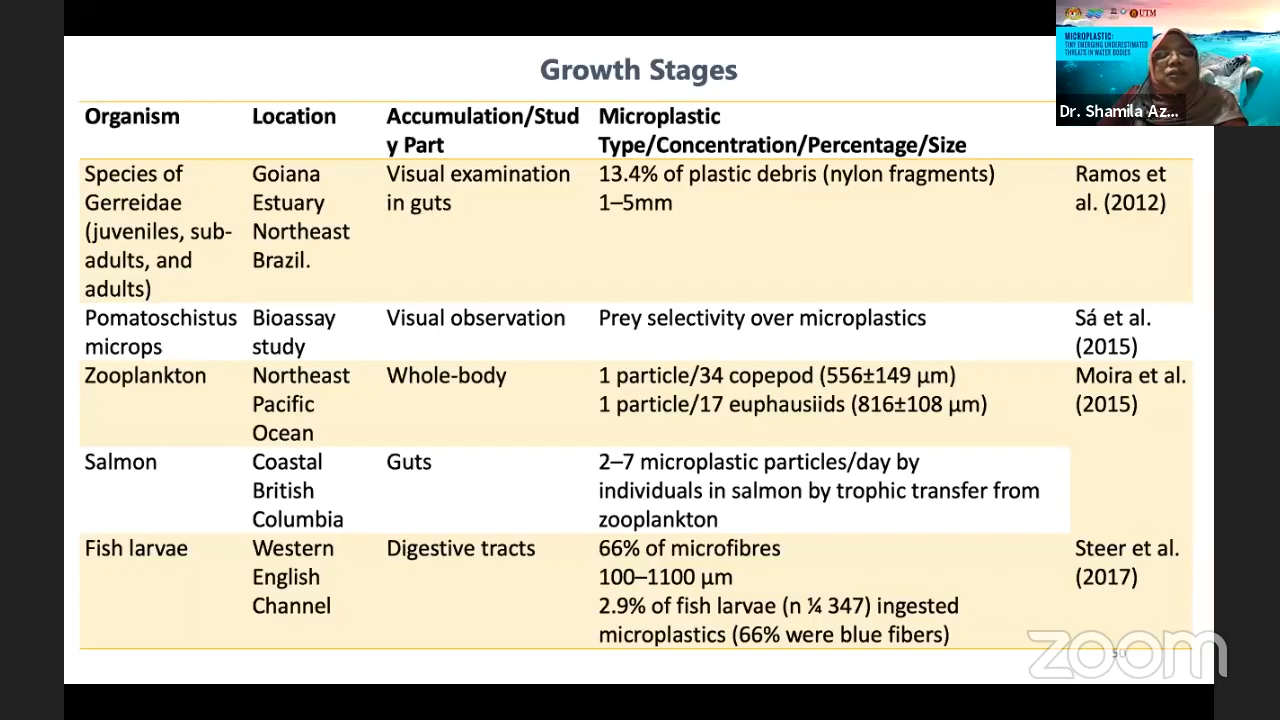 Growth Stages
Organism
Location
Accumulation/Stud
y Part
Microplastic
Type/Concentration/Percentage/Size
Species of
Gerreidae
(juveniles, sub-
adults, and
adults)
Goiana
Estuary
Northeast
Brazil.
Visual examination
in guts
13.4% of plastic debris (nylon fragments)
1–5mm
Ramos et
al. (2012)
Pomatoschistus
microps
Bioassay
study
Visual observation
Prey selectivity over microplastics
Sá et al.
(2015)
Zooplankton
Northeast
Pacific
Ocean
Whole-body
1 particle/34 copepod (556±149 µm)
1 particle/17 euphausiids (816±108 µm)
Moira et al.
(2015)
Salmon
Coastal
British
Columbia
Guts
2–7 microplastic particles/day by
individuals in salmon by trophic transfer from
zooplankton
Fish larvae
Western
English
Channel
Digestive tracts
66% of microfibres
100–1100 µm
2.9% of fish larvae (n ¼ 347) ingested
microplastics (66% were blue fibers)
Steer et al.
(2017)
50
zoom
UTM
MICROPLASTIC:
TINY EMERGING UNDERESTIMATED
THREATS IN WATER BODIES
Dr. Shamila Az...